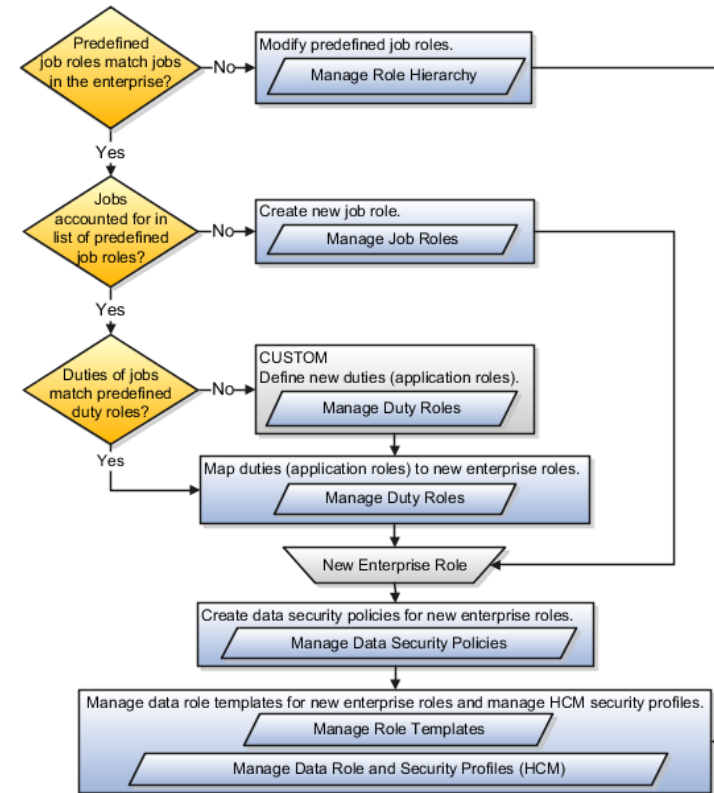 Predefined
job roles match jobs
in the enterprise?
No
Modify predefined job roles.
Manage Role Hierarchy
Yes
Jobs
accounted for in
list of predefined
job roles?
No
Create new job role.
Manage Job Roles
Yes
Duties of jobs
match predefined
duty roles?
No
CUSTOM
Define new duties (application roles).
Manage Duty Roles
Yes
Map duties (application roles) to new enterprise roles.
Manage Duty Roles
New Enterprise Role
Create data security policies for new enterprise roles.
Manage Data Security Policies
Manage data role templates for new enterprise roles and manage HCM security profiles.
Manage Role Templates
Manage Data Role and Security Profiles (HCM)